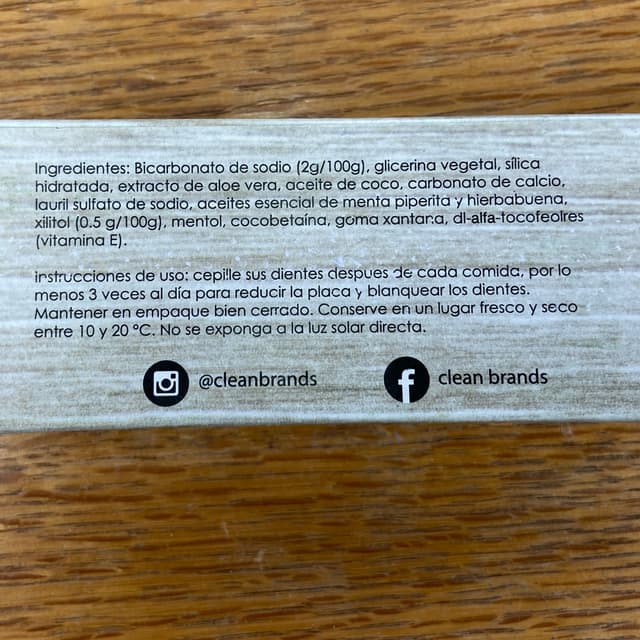 Ingredientes: Bicarbonato de sodio (2g/100g), glicerina vegetal, sílica
hidratada, extracto de aloe vera, aceite de coco, carbonato de calcio,
lauril sulfato de sodio, aceites esencial de menta piperita y hierbabuena,
xilitol (0.5 g/100g), mentol, cocobetaína, goma xantana, dl-alfa-tocofeolres
(vitamina E).
Instrucciones de uso: cepille sus dientes despues de cada comida, por lo
menos 3 veces al día para reducir la placa y blanquear los dientes.
Mantener en empaque bien cerrado. Conserve en un lugar fresco y seco
entre 10 y 20 °C. No se exponga a la luz solar directa.
@cleanbrands
clean brands